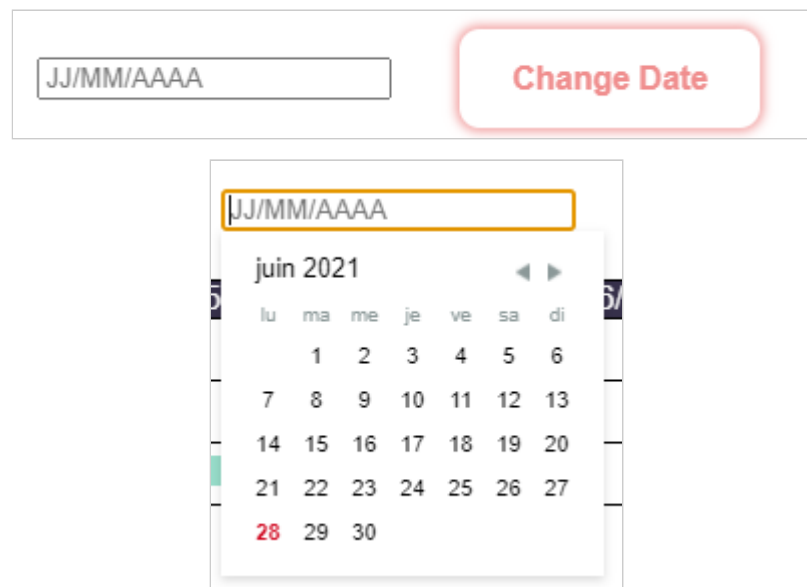 JJ/MM/AAAA
Change Date
JJ/MM/AAAA
juin 2021
5 6/
lu ma me je ve sa di
1 2 3 4 5 6
7 8 9 10 11 12 13
14 15 16 17 18 19 20
21 22 23 24 25 26 27
28 29 30